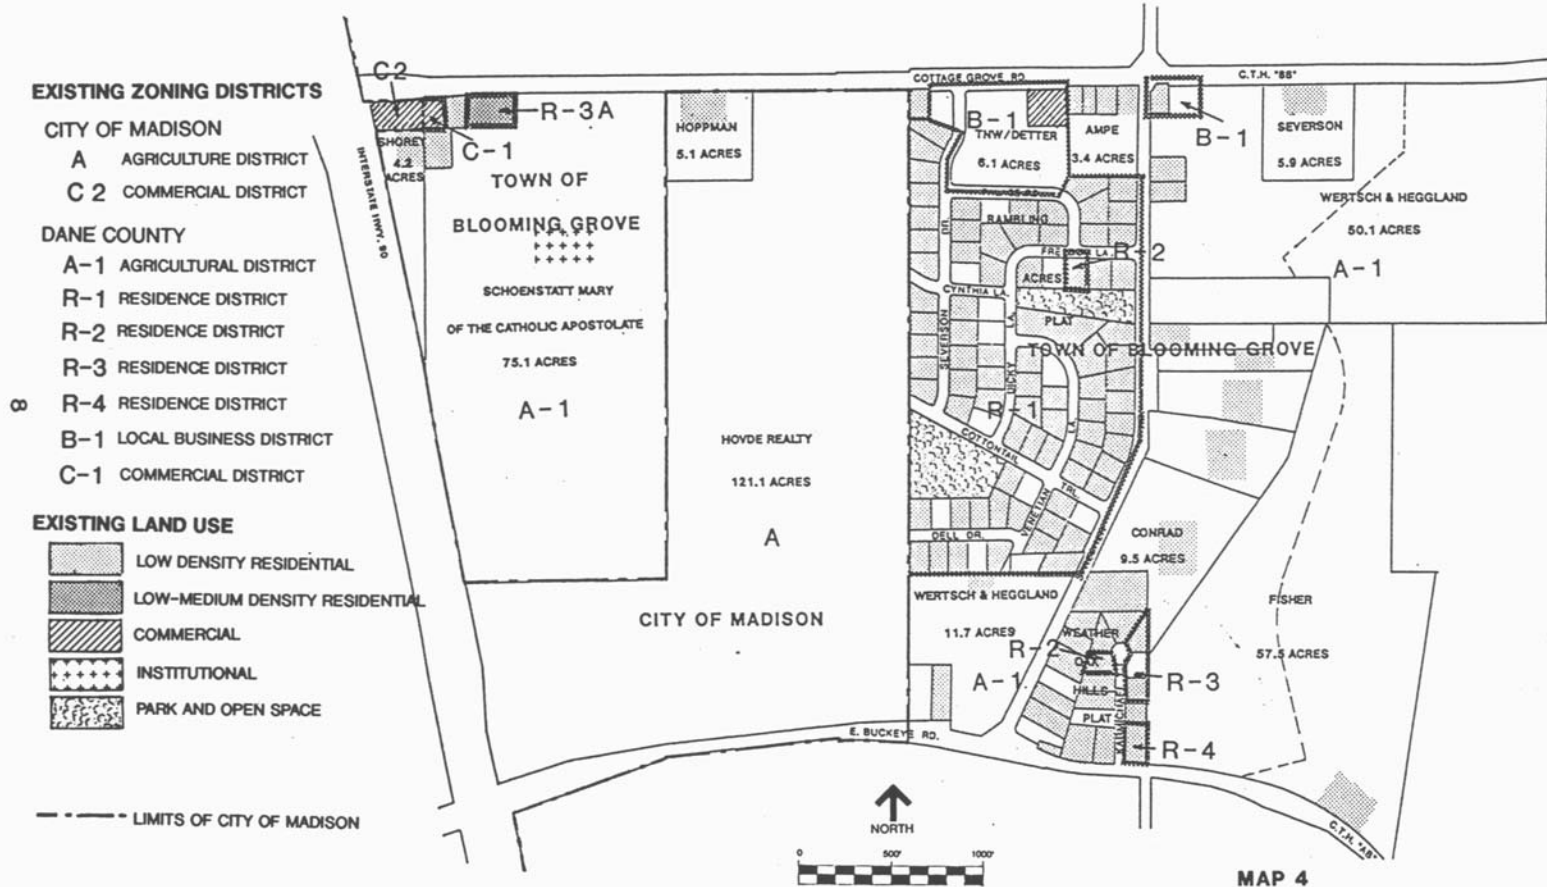 EXISTING ZONING DISTRICTS
CITY OF MADISON
A AGRICULTURE DISTRICT
C 2 COMMERCIAL DISTRICT
DANE COUNTY
A-1 AGRICULTURAL DISTRICT
R-1 RESIDENCE DISTRICT
R-2 RESIDENCE DISTRICT
R-3 RESIDENCE DISTRICT
R-4 RESIDENCE DISTRICT
B-1 LOCAL BUSINESS DISTRICT
C-1 COMMERCIAL DISTRICT
EXISTING LAND USE
LOW DENSITY RESIDENTIAL
LOW-MEDIUM DENSITY RESIDENTIAL
COMMERCIAL
INSTITUTIONAL
PARK AND OPEN SPACE
LIMITS OF CITY OF MADISON
8
C2
R-3A
C-1
SHOREY
4.2
ACRES
INTERSTATE HWY. 90
TOWN OF
BLOOMING GROVE
SCHOENSTATT MARY
OF THE CATHOLIC APOSTOLATE
75.1 ACRES
A-1
HOPPMAN
5.1 ACRES
HOVDE REALTY
121.1 ACRES
A
CITY OF MADISON
COTTAGE GROVE RD.
C.T.H. "BB"
B-1
TNW/DETTER
6.1 ACRES
AMPE
3.4 ACRES
B-1
SEVERSON
5.9 ACRES
WERTSCH & HEGGLAND
50.1 ACRES
A-1
RAMBLING
ACRES
PLAT
R-2
DR.
SEVERSON
CYNTHIA LA.
VICKY
LA.
LA.
R-1
TOWN OF BLOOMING GROVE
COTTONTAIL
TRL.
VENETIAN
DELL DR.
CONRAD
9.5 ACRES
WERTSCH & HEGGLAND
11.7 ACRES
A-1
R-2
WEATHER
OAK
HILLS
PLAT
R-3
R-4
FISHER
57.5 ACRES
E. BUCKEYE RD.
C.T.H. "AB"
NORTH
0 500' 1000'
MAP 4